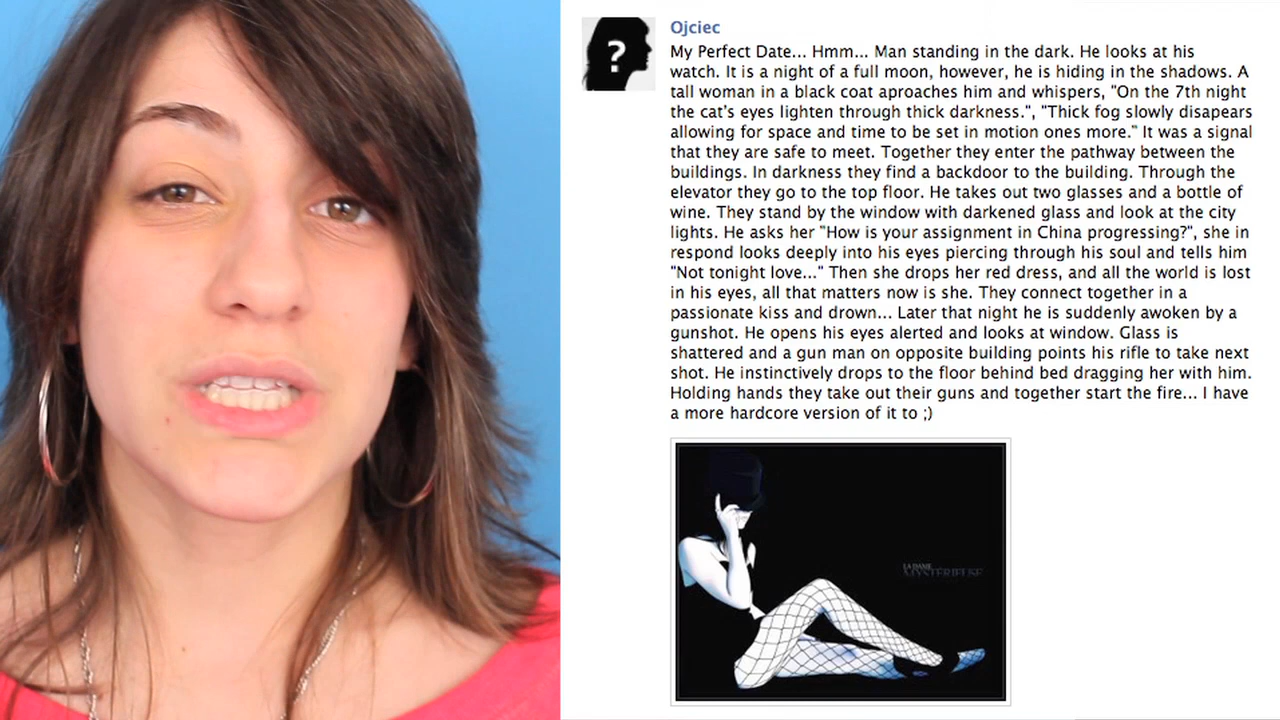 Ojciec
My Perfect Date... Hmm... Man standing in the dark. He looks at his
watch. It is a night of a full moon, however, he is hiding in the shadows. A
tall woman in a black coat aproaches him and whispers, "On the 7th night
the cat's eyes lighten through thick darkness.", "Thick fog slowly disapears
allowing for space and time to be set in motion ones more." It was a signal
that they are safe to meet. Together they enter the pathway between the
buildings. In darkness they find a backdoor to the building. Through the
elevator they go to the top floor. He takes out two glasses and a bottle of
wine. They stand by the window with darkened glass and look at the city
lights. He asks her "How is your assignment in China progressing?", she in
respond looks deeply into his eyes piercing through his soul and tells him
"Not tonight love..." Then she drops her red dress, and all the world is lost
in his eyes, all that matters now is she. They connect together in a
passionate kiss and drown... Later that night he is suddenly awoken by a
gunshot. He opens his eyes alerted and looks at window. Glass is
shattered and a gun man on opposite building points his rifle to take next
shot. He instinctively drops to the floor behind bed dragging her with him.
Holding hands they take out their guns and together start the fire... I have
a more hardcore version of it to ;)
?
LA DAME
MYSTÉRIEUSE